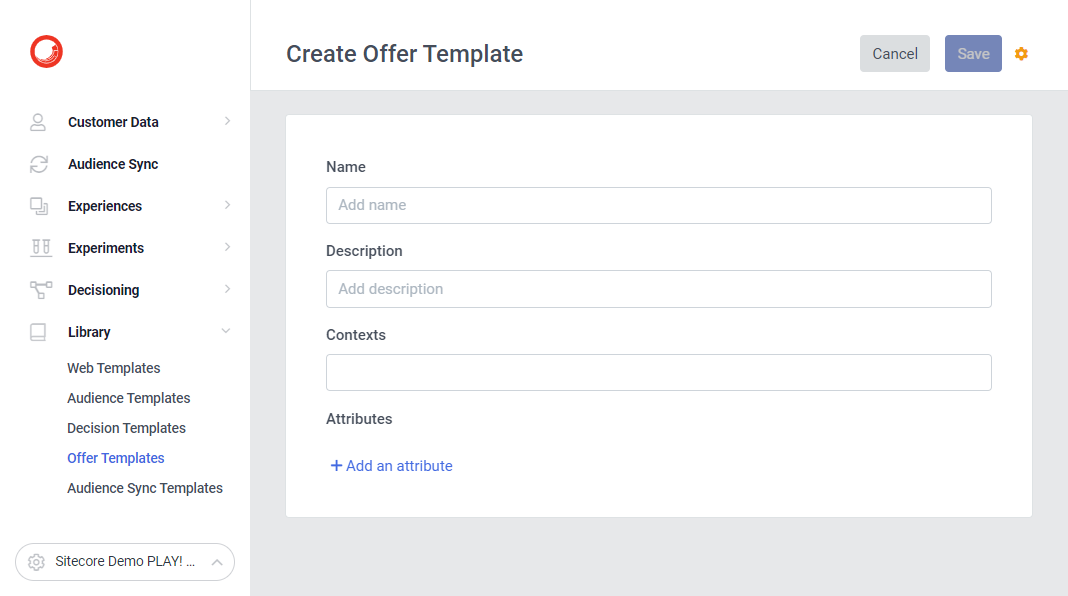 Create Offer Template
Cancel
Save
Customer Data
Audience Sync
Experiences
Experiments
Decisioning
Library
Web Templates
Audience Templates
Decision Templates
Offer Templates
Audience Sync Templates
Sitecore Demo PLAY! ...
Name
Add name
Description
Add description
Contexts
Attributes
+ Add an attribute